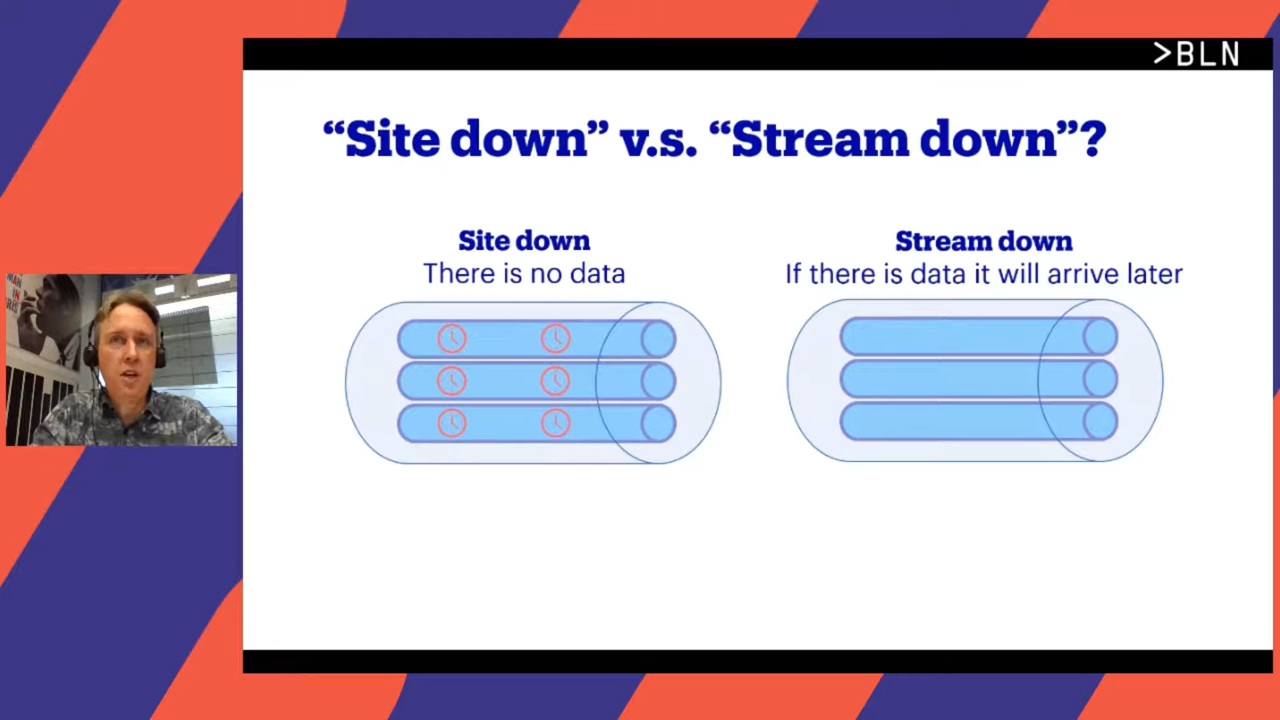 >BLN
“Site down” v.s. “Stream down”?
Site down
There is no data
Stream down
If there is data it will arrive later